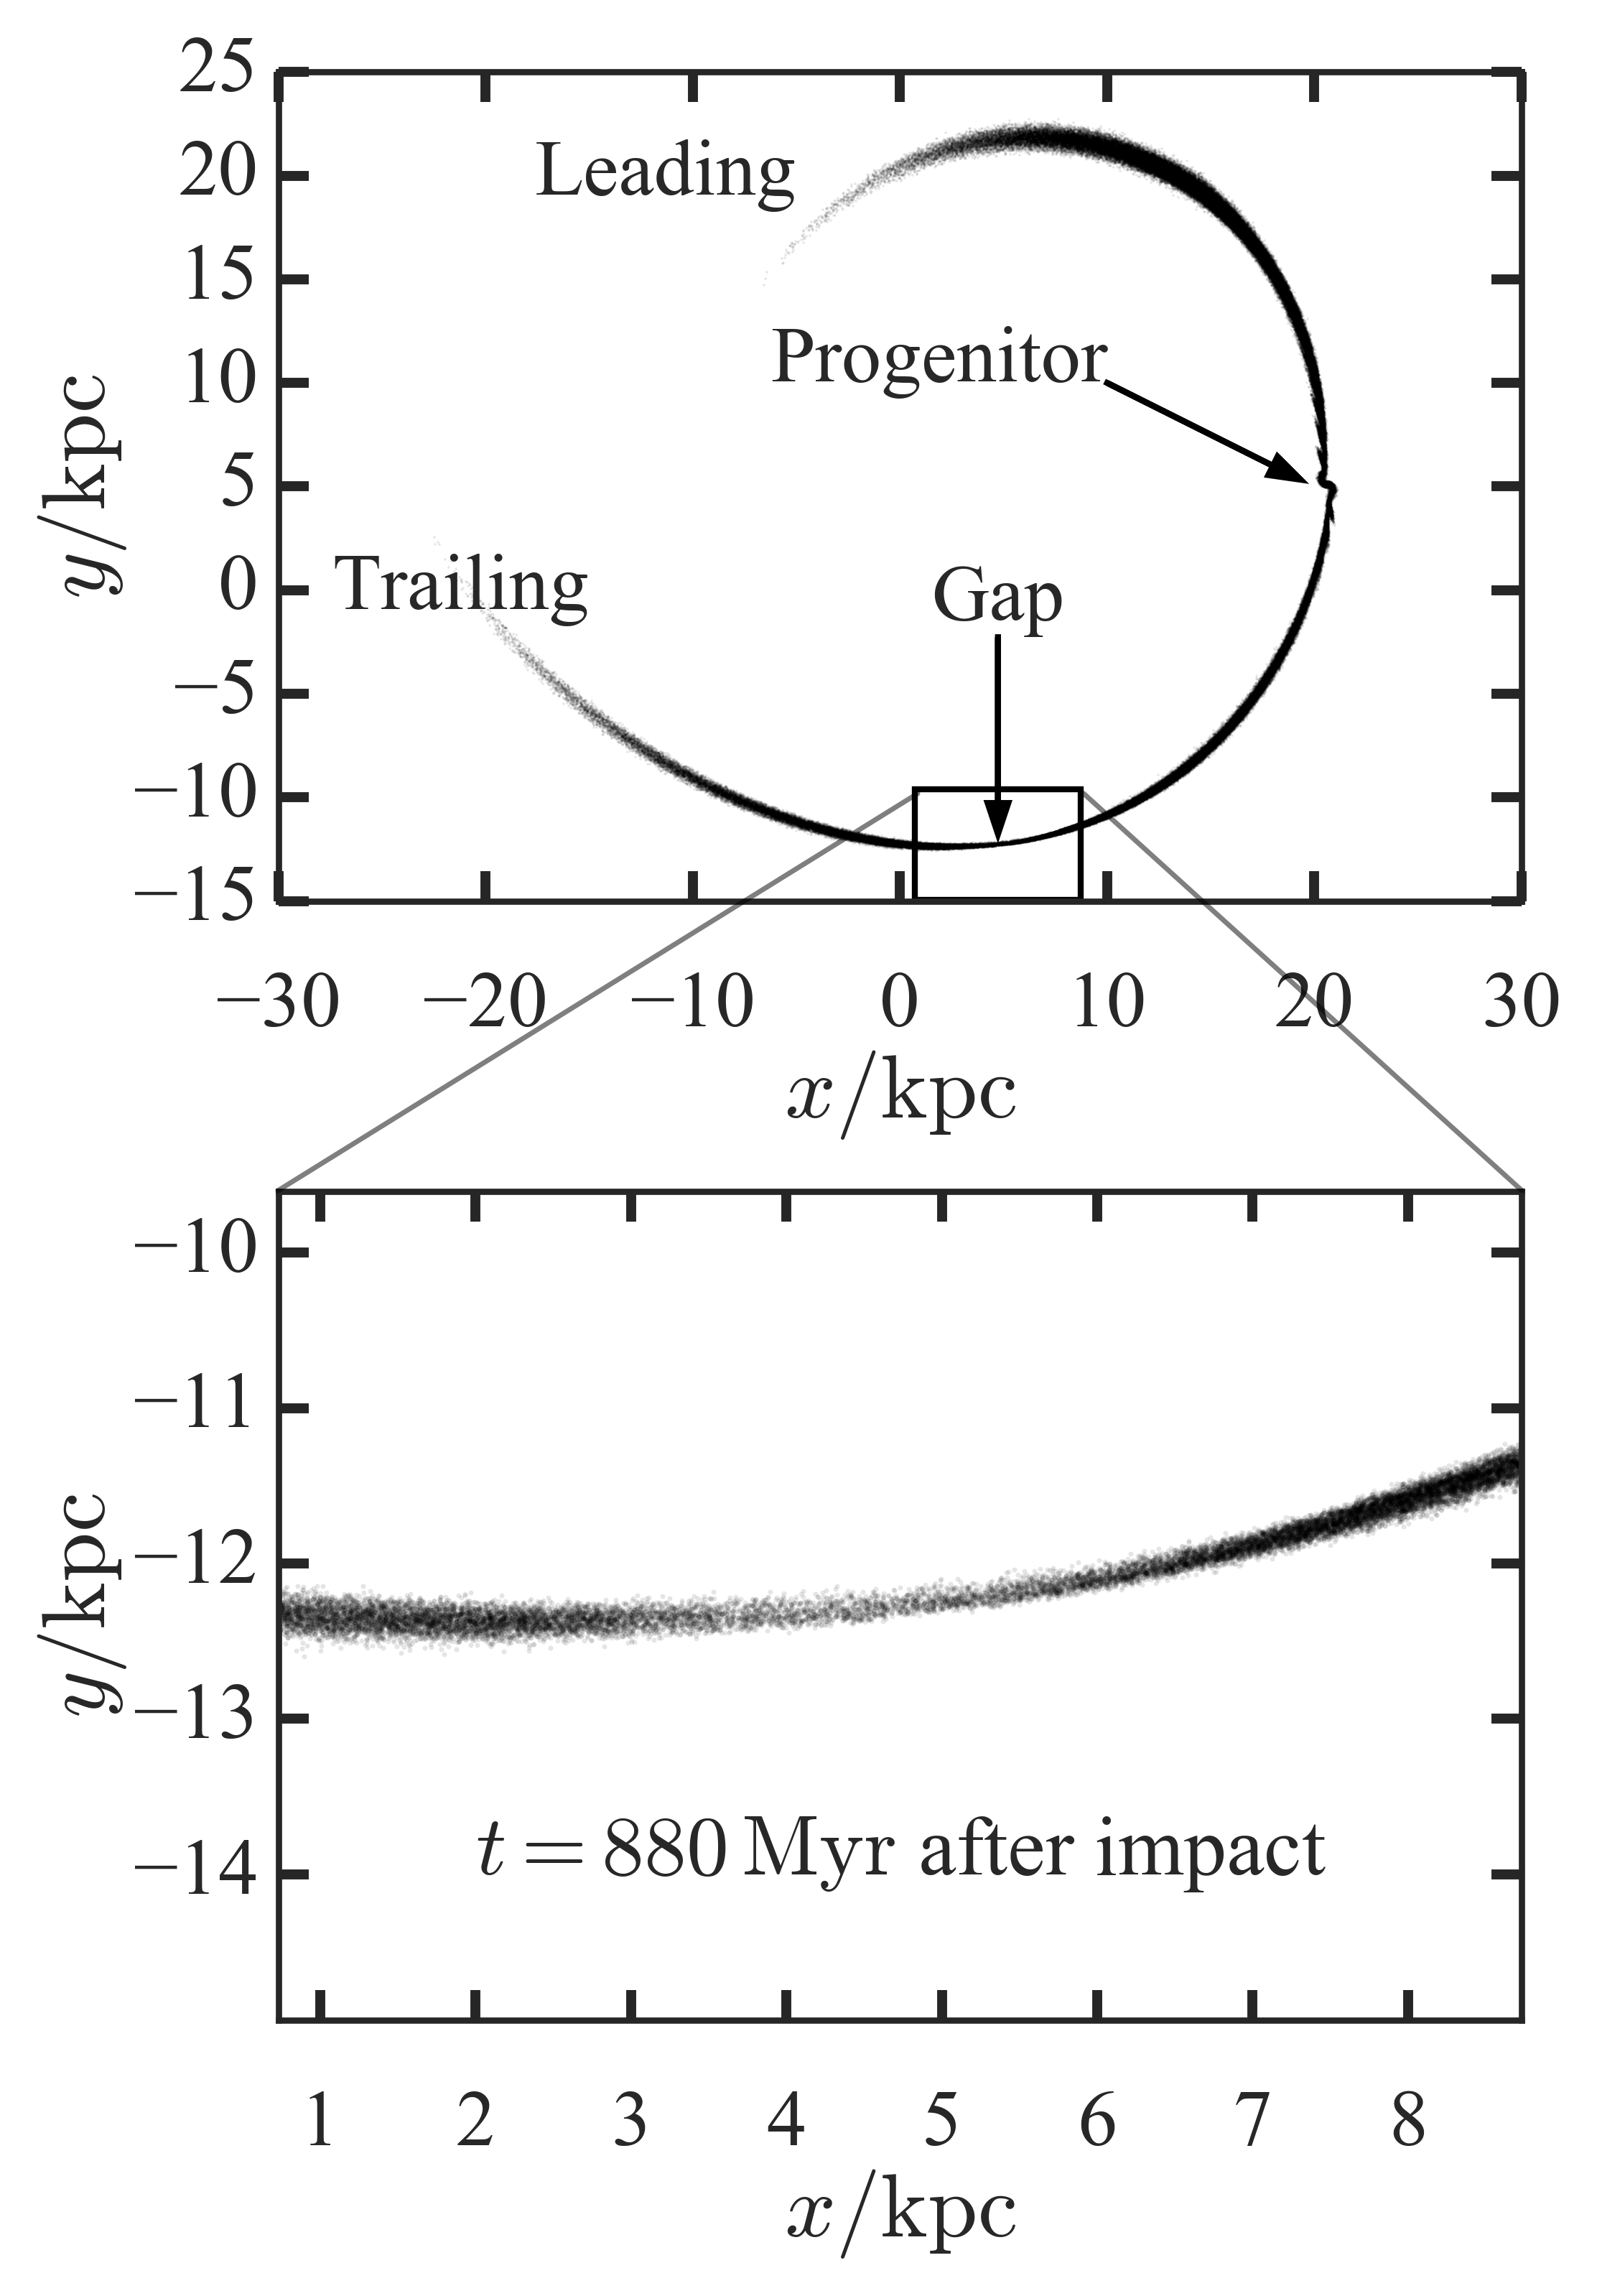 25
20
15
10
5
0
−5
−10
−15
y/kpc
Leading
Progenitor
Trailing
Gap
−30 −20 −10 0 10 20 30
x/kpc
−10
−11
−12
−13
−14
y/kpc
t = 880 Myr after impact
1 2 3 4 5 6 7 8
x/kpc